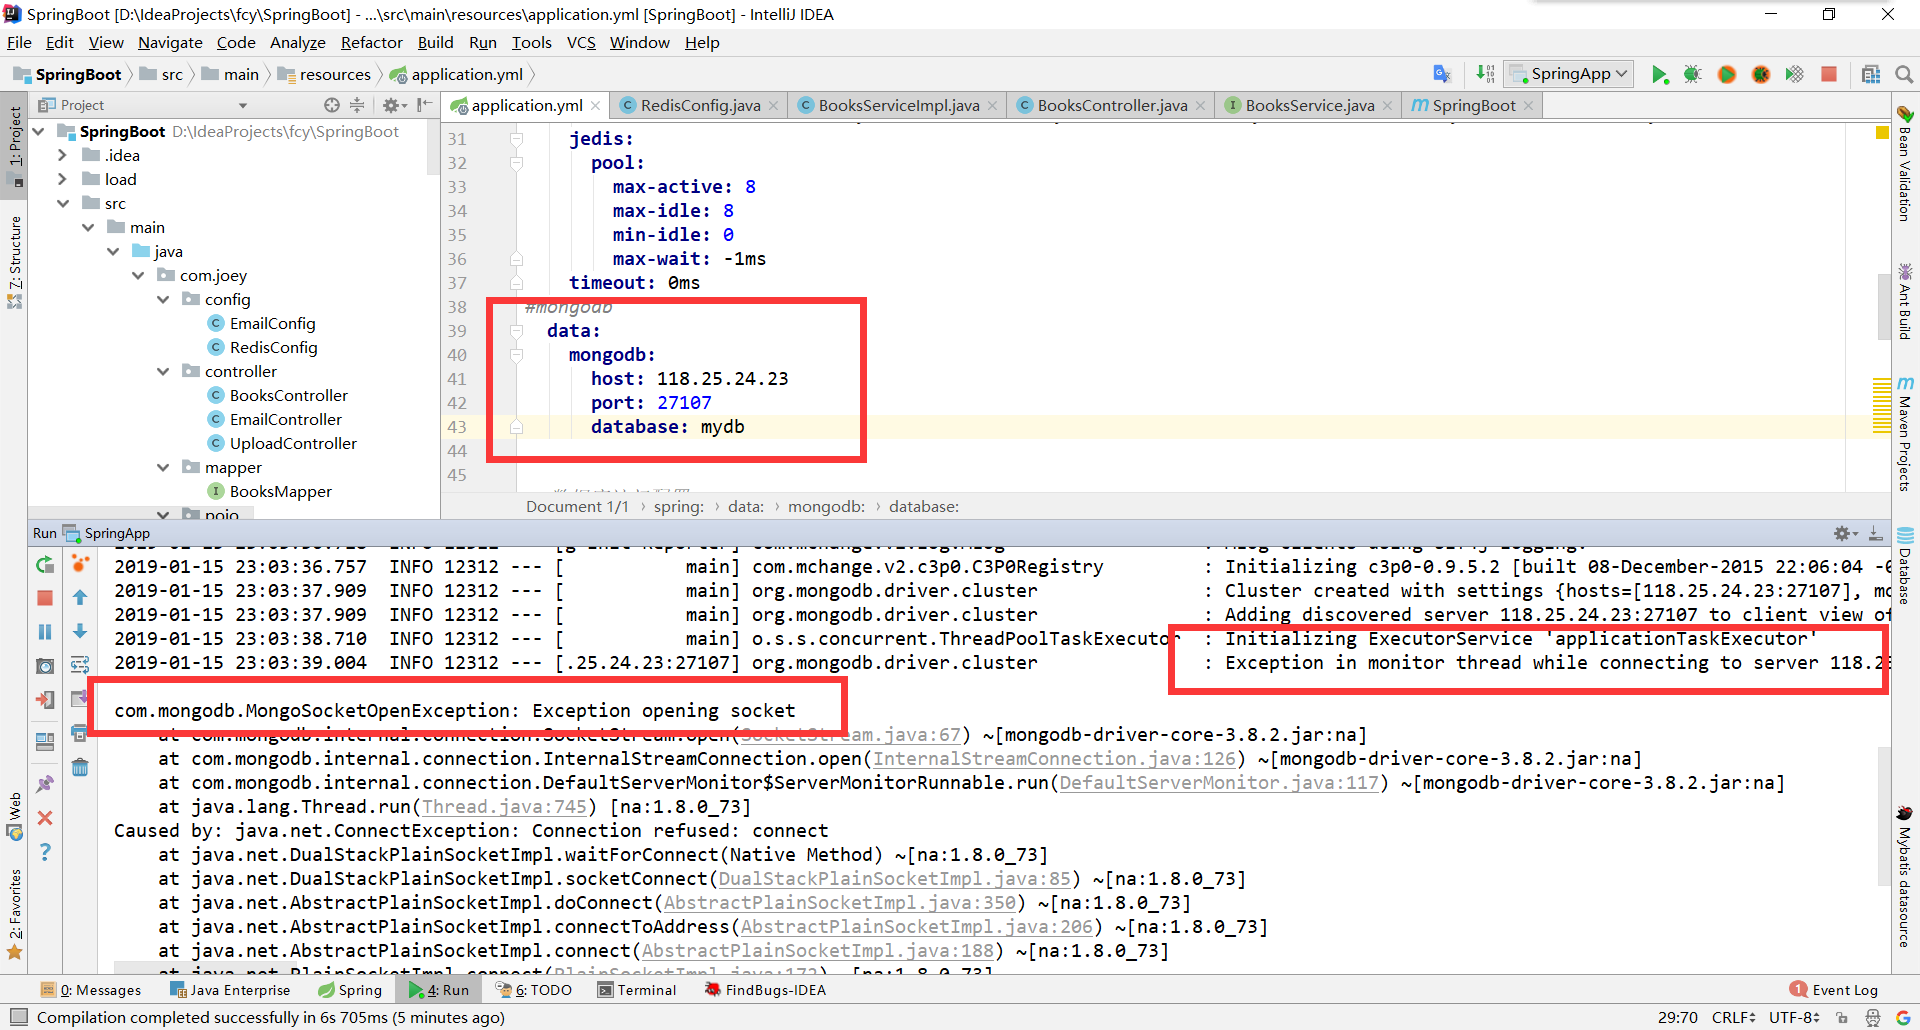 SpringBoot [D:\IdeaProjects\fcy\SpringBoot] - ...\src\main\resources\application.yml [SpringBoot] - IntelliJ IDEA
File Edit View Navigate Code Analyze Refactor Build Run Tools VCS Window Help
SpringBoot src main resources application.yml
SpringApp
Project
application.yml RedisConfig.java BooksServiceImpl.java BooksController.java BooksService.java SpringBoot
1: Project
7: Structure
Web
2: Favorites
SpringBoot D:\IdeaProjects\fcy\SpringBoot
.idea
load
src
main
java
com.joey
config
EmailConfig
RedisConfig
controller
BooksController
EmailController
UploadController
mapper
BooksMapper
pojo
31 jedis:
32 pool:
33 max-active: 8
34 max-idle: 8
35 min-idle: 0
36 max-wait: -1ms
37 timeout: 0ms
38 #mongodb
39 data:
40 mongodb:
41 host: 118.25.24.23
42 port: 27107
43 database: mydb
44
45
Document 1/1 spring: data: mongodb: database:
Bean Validation
Ant Build
Maven Projects
Database
Mybatis datasource
Run SpringApp
2019-01-15 23:03:36.757 INFO 12312 --- [ main] com.mchange.v2.c3p0.C3P0Registry : Initializing c3p0-0.9.5.2 [built 08-December-2015 22:06:04
2019-01-15 23:03:37.909 INFO 12312 --- [ main] org.mongodb.driver.cluster : Cluster created with settings {hosts=[118.25.24.23:27107],
2019-01-15 23:03:37.909 INFO 12312 --- [ main] org.mongodb.driver.cluster : Adding discovered server 118.25.24.23:27107 to client view of
2019-01-15 23:03:38.710 INFO 12312 --- [ main] o.s.s.concurrent.ThreadPoolTaskExecutor : Initializing ExecutorService 'applicationTaskExecutor'
2019-01-15 23:03:39.004 INFO 12312 --- [.25.24.23:27107] org.mongodb.driver.cluster : Exception in monitor thread while connecting to server 118.2
com.mongodb.MongoSocketOpenException: Exception opening socket
at com.mongodb.internal.connection.SocketStream.open(SocketStream.java:67) ~[mongodb-driver-core-3.8.2.jar:na]
at com.mongodb.internal.connection.InternalStreamConnection.open(InternalStreamConnection.java:126) ~[mongodb-driver-core-3.8.2.jar:na]
at com.mongodb.internal.connection.DefaultServerMonitor$ServerMonitorRunnable.run(DefaultServerMonitor.java:117) ~[mongodb-driver-core-3.8.2.jar:na]
at java.lang.Thread.run(Thread.java:745) [na:1.8.0_73]
Caused by: java.net.ConnectException: Connection refused: connect
at java.net.DualStackPlainSocketImpl.waitForConnect(Native Method) ~[na:1.8.0_73]
at java.net.DualStackPlainSocketImpl.socketConnect(DualStackPlainSocketImpl.java:85) ~[na:1.8.0_73]
at java.net.AbstractPlainSocketImpl.doConnect(AbstractPlainSocketImpl.java:350) ~[na:1.8.0_73]
at java.net.AbstractPlainSocketImpl.connectToAddress(AbstractPlainSocketImpl.java:206) ~[na:1.8.0_73]
at java.net.AbstractPlainSocketImpl.connect(AbstractPlainSocketImpl.java:188) ~[na:1.8.0_73]
at java.net.PlainSocketImpl.connect(PlainSocketImpl.java:172) ~[na:1.8.0_73]
0: Messages Java Enterprise Spring 4: Run 6: TODO Terminal FindBugs-IDEA 1 Event Log
Compilation completed successfully in 6s 705ms (5 minutes ago) 29:70 CRLF UTF-8